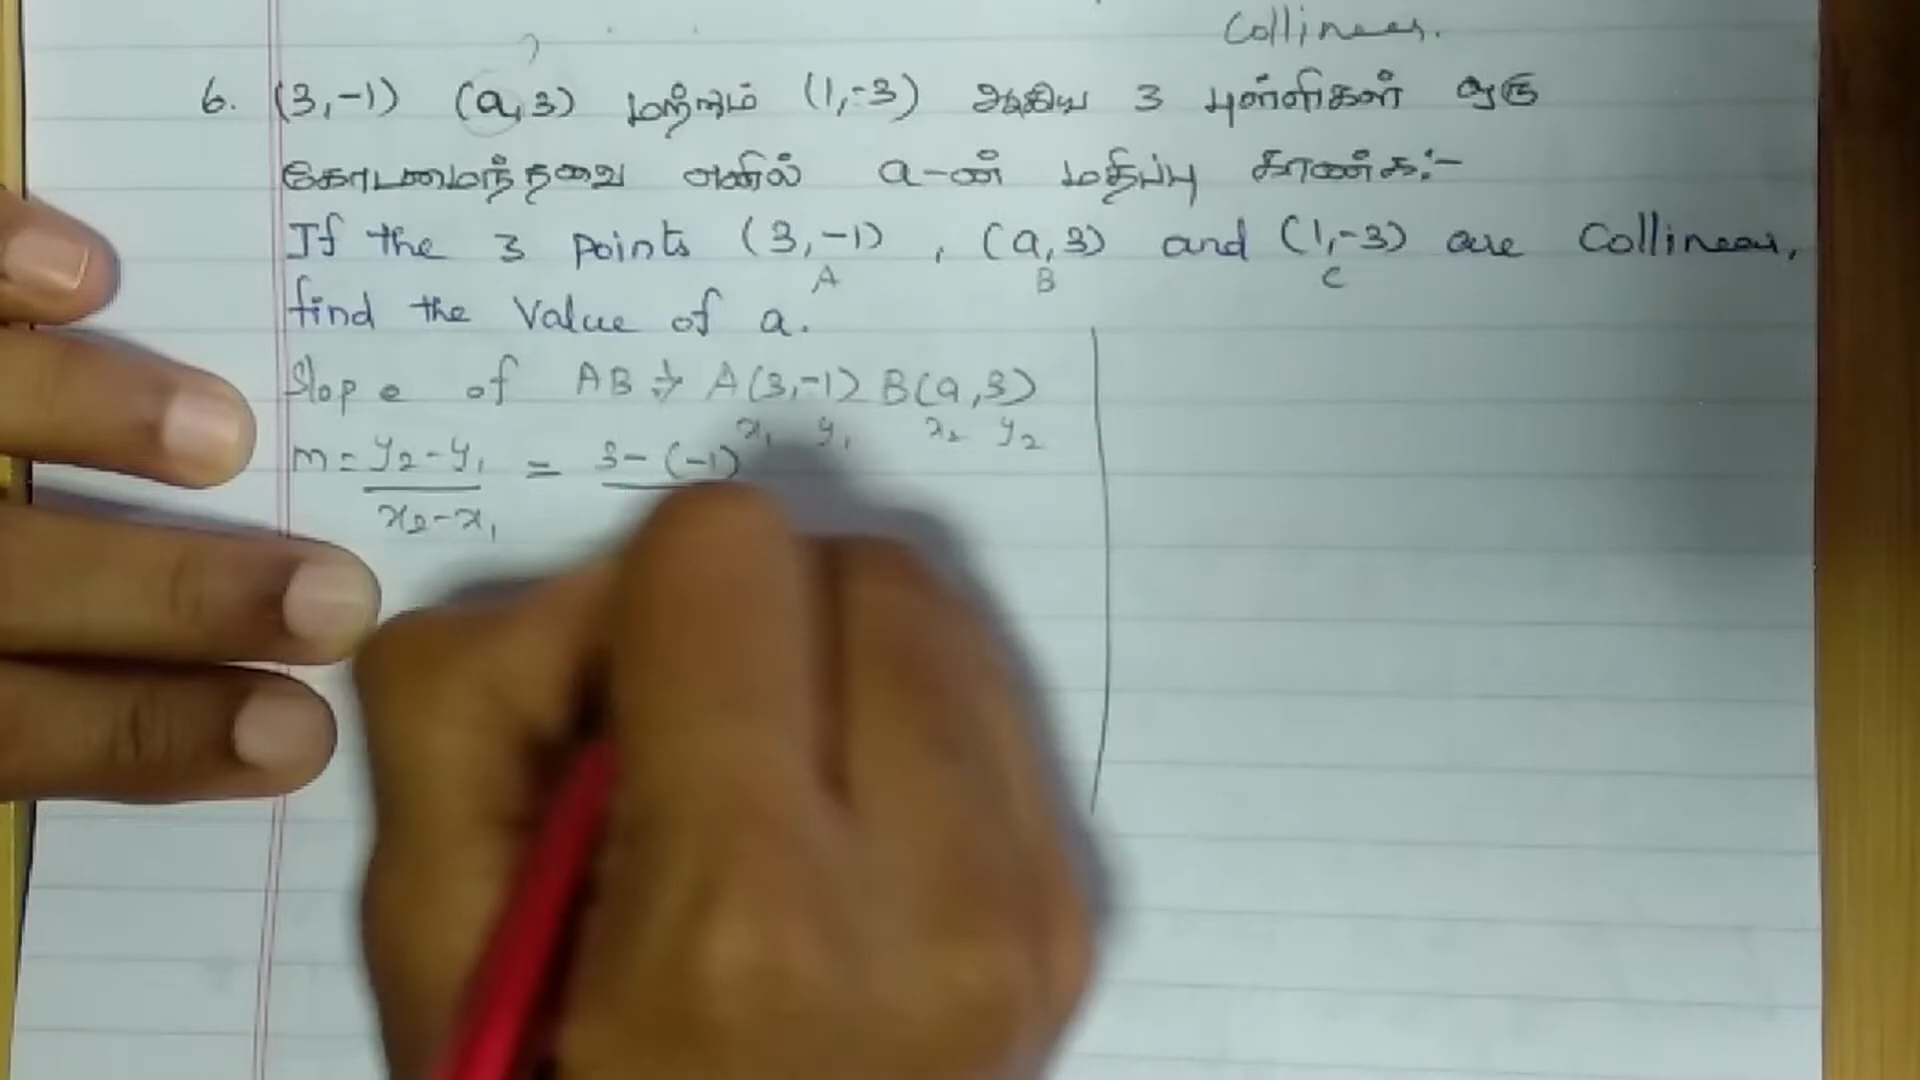 Collinear.
6. (3,-1) (a,3) மற்றும் (1,-3) ஆகிய 3 புள்ளிகள் ஒரு
கோடமைந்தவை எனில் a-ன் மதிப்பு காண்க:-
If the 3 points (3,-1) , (a,3) and (1,-3) are Collinear,
A B C
find the Value of a.
Slope of AB ⇒ A(3,-1) B(a,3)
x₁ y₁ x₂ y₂
m = y₂-y₁ / x₂-x₁ = 3-(-1)